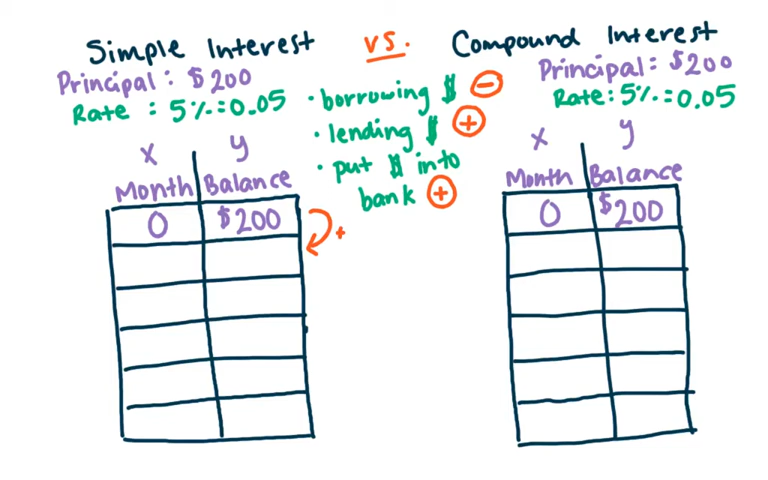 Simple Interest vs. Compound Interest
Principal: $200
Rate : 5% = 0.05
• borrowing $ -
• lending $ +
• put $ into
bank +
Principal: $200
Rate: 5% = 0.05
x y
Month Balance
0 $200
+
x y
Month Balance
0 $200